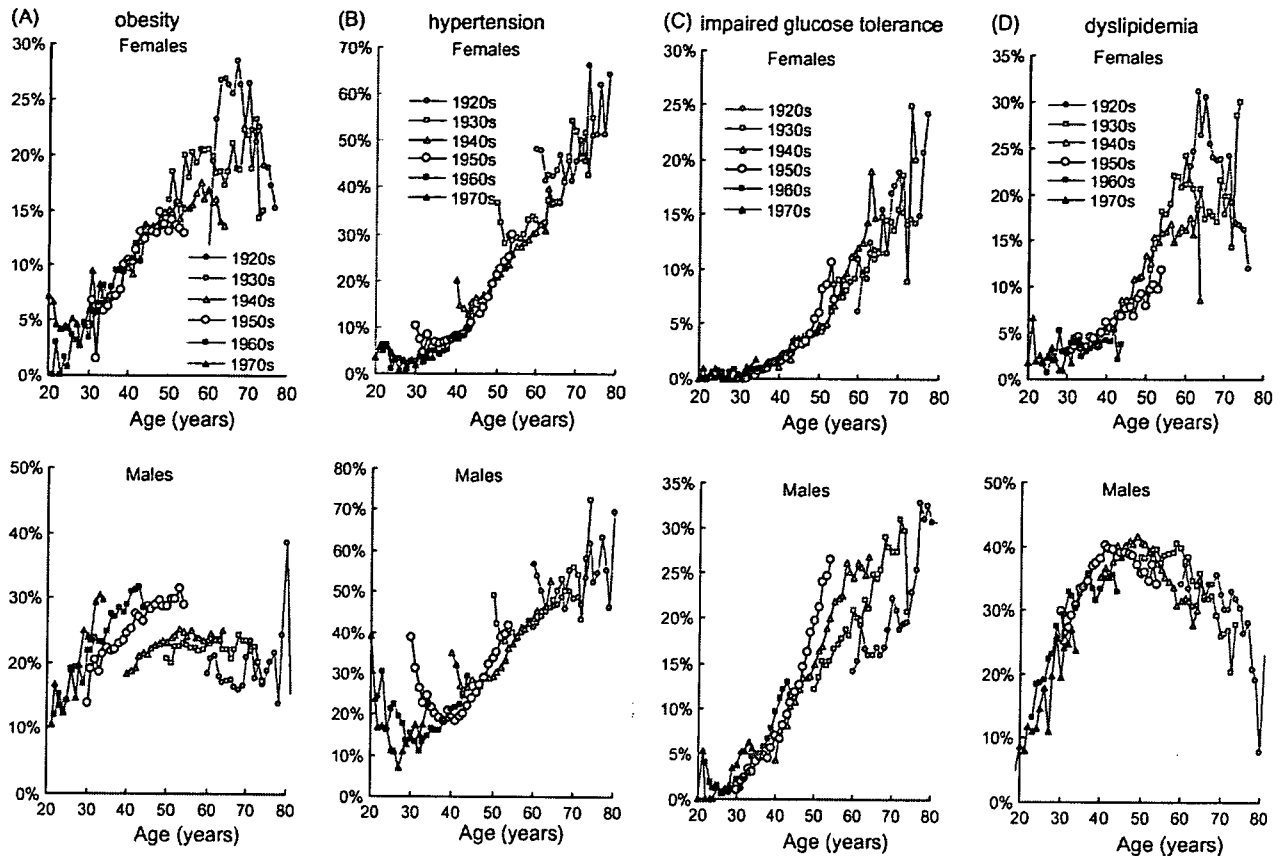 (A) obesity
Females
30%
25%
20%
15%
10%
5%
0%
1920s
1930s
1940s
1950s
1960s
1970s
20 30 40 50 60 70 80
Age (years)
(B) hypertension
Females
70%
60%
50%
40%
30%
20%
10%
0%
1920s
1930s
1940s
1950s
1960s
1970s
20 30 40 50 60 70 80
Age (years)
(C) impaired glucose tolerance
Females
30%
25%
20%
15%
10%
5%
0%
1920s
1930s
1940s
1950s
1960s
1970s
20 30 40 50 60 70 80
Age (years)
(D) dyslipidemia
Females
35%
30%
25%
20%
15%
10%
5%
0%
1920s
1930s
1940s
1950s
1960s
1970s
20 30 40 50 60 70 80
Age (years)
Males
50%
40%
30%
20%
10%
0%
20 30 40 50 60 70 80
Age (years)
Males
80%
70%
60%
50%
40%
30%
20%
10%
0%
20 30 40 50 60 70 80
Age (years)
Males
35%
30%
25%
20%
15%
10%
5%
0%
20 30 40 50 60 70 80
Age (years)
Males
50%
40%
30%
20%
10%
0%
20 30 40 50 60 70 80
Age (years)